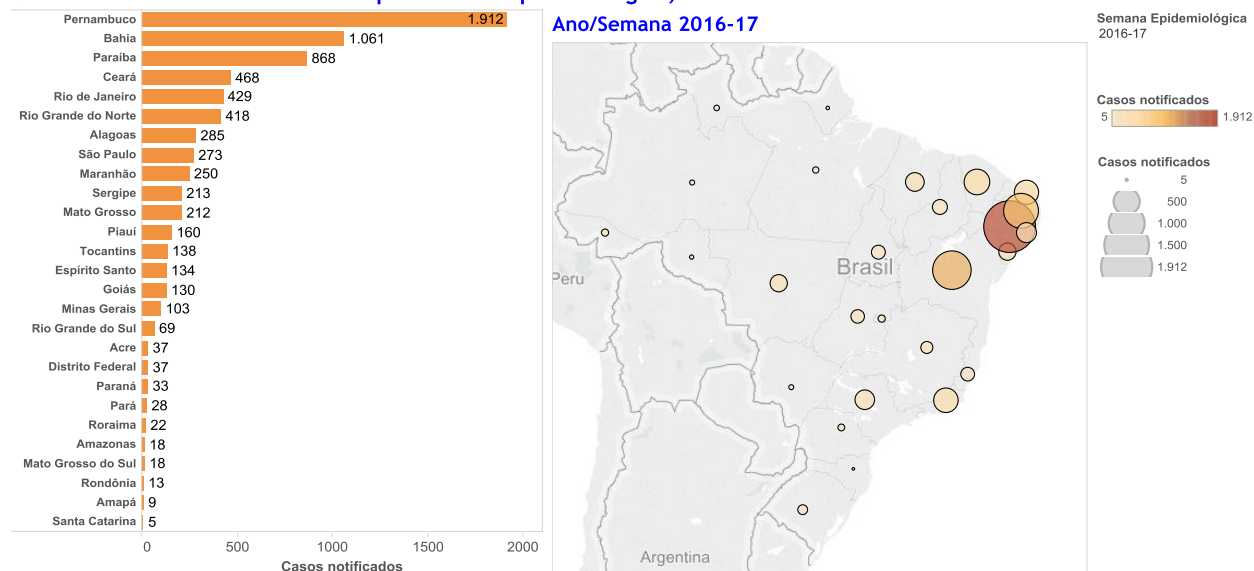 Ano/Semana 2016-17
Pernambuco 1.912
Bahia 1.061
Paraíba 868
Ceará 468
Rio de Janeiro 429
Rio Grande do Norte 418
Alagoas 285
São Paulo 273
Maranhão 250
Sergipe 213
Mato Grosso 212
Piauí 160
Tocantins 138
Espírito Santo 134
Goiás 130
Minas Gerais 103
Rio Grande do Sul 69
Acre 37
Distrito Federal 37
Paraná 33
Pará 28
Roraima 22
Amazonas 18
Mato Grosso do Sul 18
Rondônia 13
Amapá 9
Santa Catarina 5
0 500 1000 1500 2000
Casos notificados
Brasil
Peru
Argentina
Semana Epidemiológica
2016-17
Casos notificados
5 1.912
Casos notificados
5
500
1.000
1.500
1.912